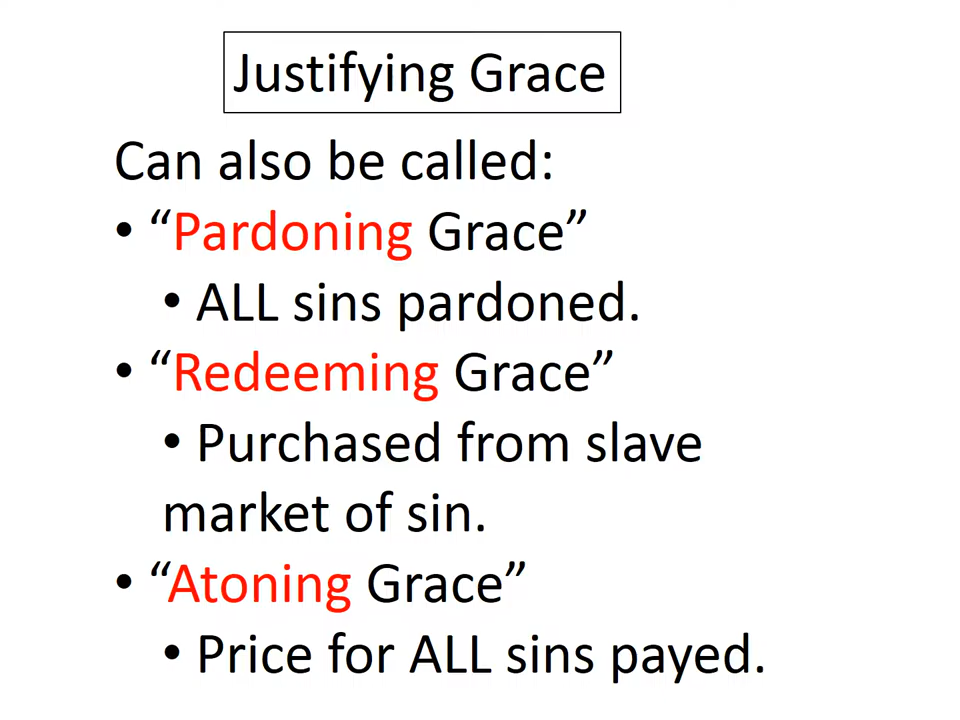 Justifying Grace
Can also be called:
• “Pardoning Grace”
• ALL sins pardoned.
• “Redeeming Grace”
• Purchased from slave
market of sin.
• “Atoning Grace”
• Price for ALL sins payed.